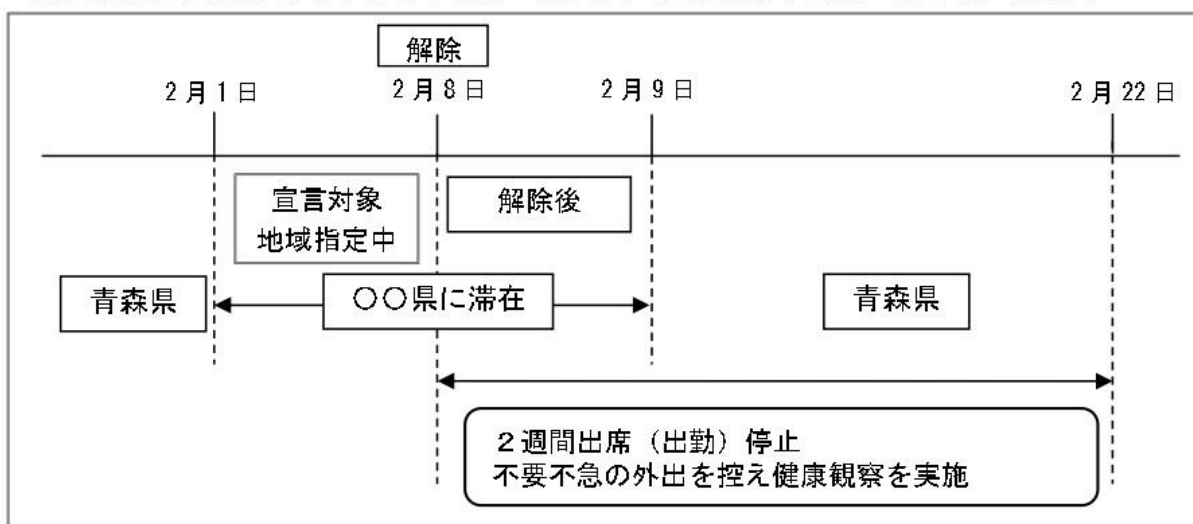 解除
2月1日
2月8日
2月9日
2月22日
宣言対象
地域指定中
解除後
青森県
〇〇県に滞在
青森県
2週間出席（出勤）停止
不要不急の外出を控え健康観察を実施